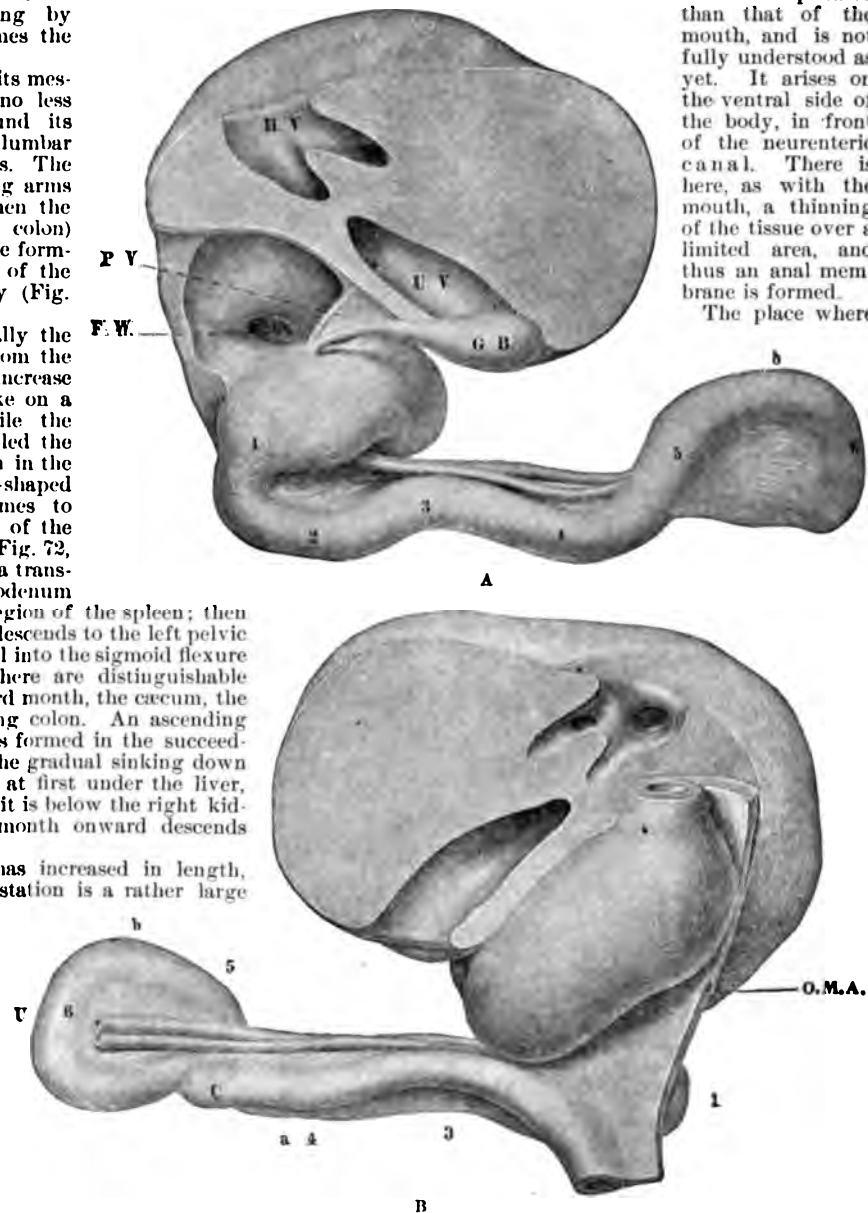 ng by
mes the
its mes-
no less
und its
lumbar
s. The
g arms
hen the
colon)
e form-
of the
y (Fig.
lly the
om the
increase
ke on a
ile the
led the
n in the
-shaped
mes to
of the
Fig. 72,
a trans-
odenum
egion of the spleen; then
descends to the left pelvic
l into the sigmoid flexure
here are distinguishable
rd month, the cæcum, the
ng colon. An ascending
s formed in the succeed-
he gradual sinking down
at first under the liver,
it is below the right kid-
month onward descends
has increased in length,
station is a rather large
than that of the
mouth, and is not
fully understood as
yet. It arises on
the ventral side of
the body, in front
of the neurenteric
canal. There is
here, as with the
mouth, a thinning
of the tissue over a
limited area, and
thus an anal mem-
brane is formed.
The place where
H V
P V
U V
F. W.
G B
b
1
5
3
2
4
A
b
5
U
6
C
a 4
3
O.M.A.
1
B